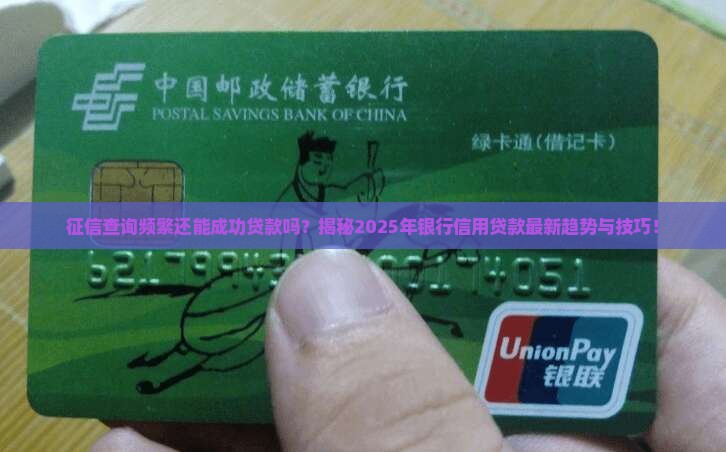 中国邮政储蓄银行
POSTAL SAVINGS BANK OF CHINA
绿卡通(借记卡)
征信查询频繁还能成功贷款吗？揭秘2025年银行信用贷款最新趋势与技巧！
UnionPay
银联